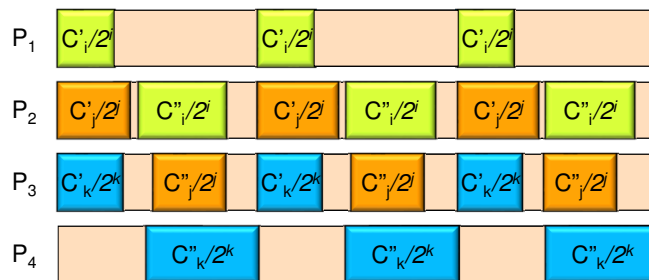 P₁ C'ᵢ/2ⁱ C'ᵢ/2ⁱ C'ᵢ/2ⁱ
P₂ C'ⱼ/2ʲ C"ᵢ/2ⁱ C'ⱼ/2ʲ C"ᵢ/2ⁱ C'ⱼ/2ʲ C"ᵢ/2ⁱ
P₃ C'ₖ/2ᵏ C"ⱼ/2ʲ C'ₖ/2ᵏ C"ⱼ/2ʲ C'ₖ/2ᵏ C"ⱼ/2ʲ
P₄ C"ₖ/2ᵏ C"ₖ/2ᵏ C"ₖ/2ᵏ